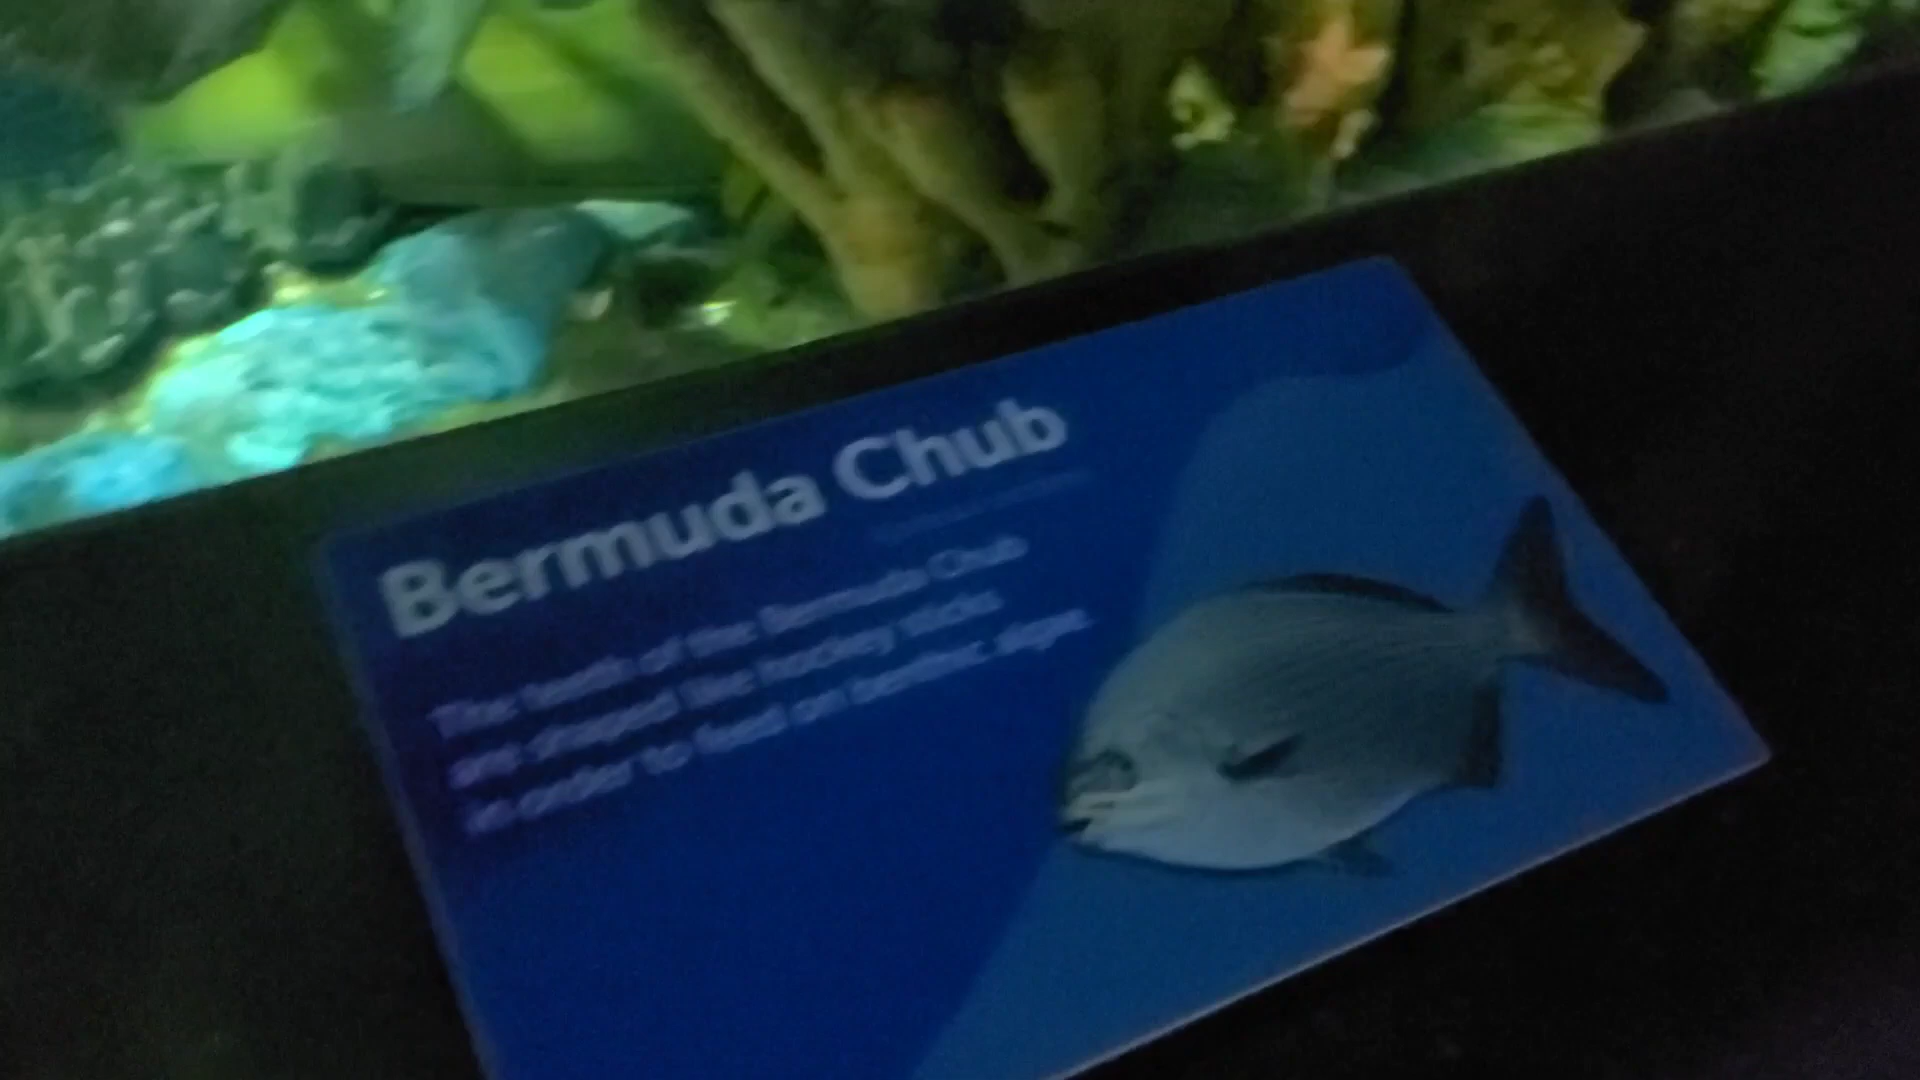 Bermuda Chub
The teeth of the Bermuda Chub
are shaped like hockey sticks
in order to feed on benthic algae.